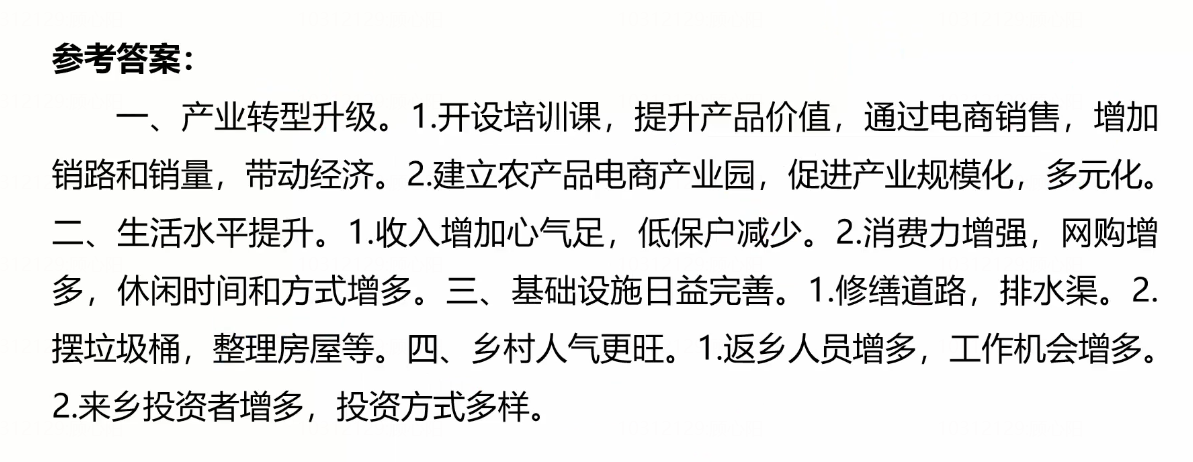 参考答案：
一、产业转型升级。1.开设培训课，提升产品价值，通过电商销售，增加
销路和销量，带动经济。2.建立农产品电商产业园，促进产业规模化，多元化。
二、生活水平提升。1.收入增加心气足，低保户减少。2.消费力增强，网购增
多，休闲时间和方式增多。三、基础设施日益完善。1.修缮道路，排水渠。2.
摆垃圾桶，整理房屋等。四、乡村人气更旺。1.返乡人员增多，工作机会增多。
2.来乡投资者增多，投资方式多样。